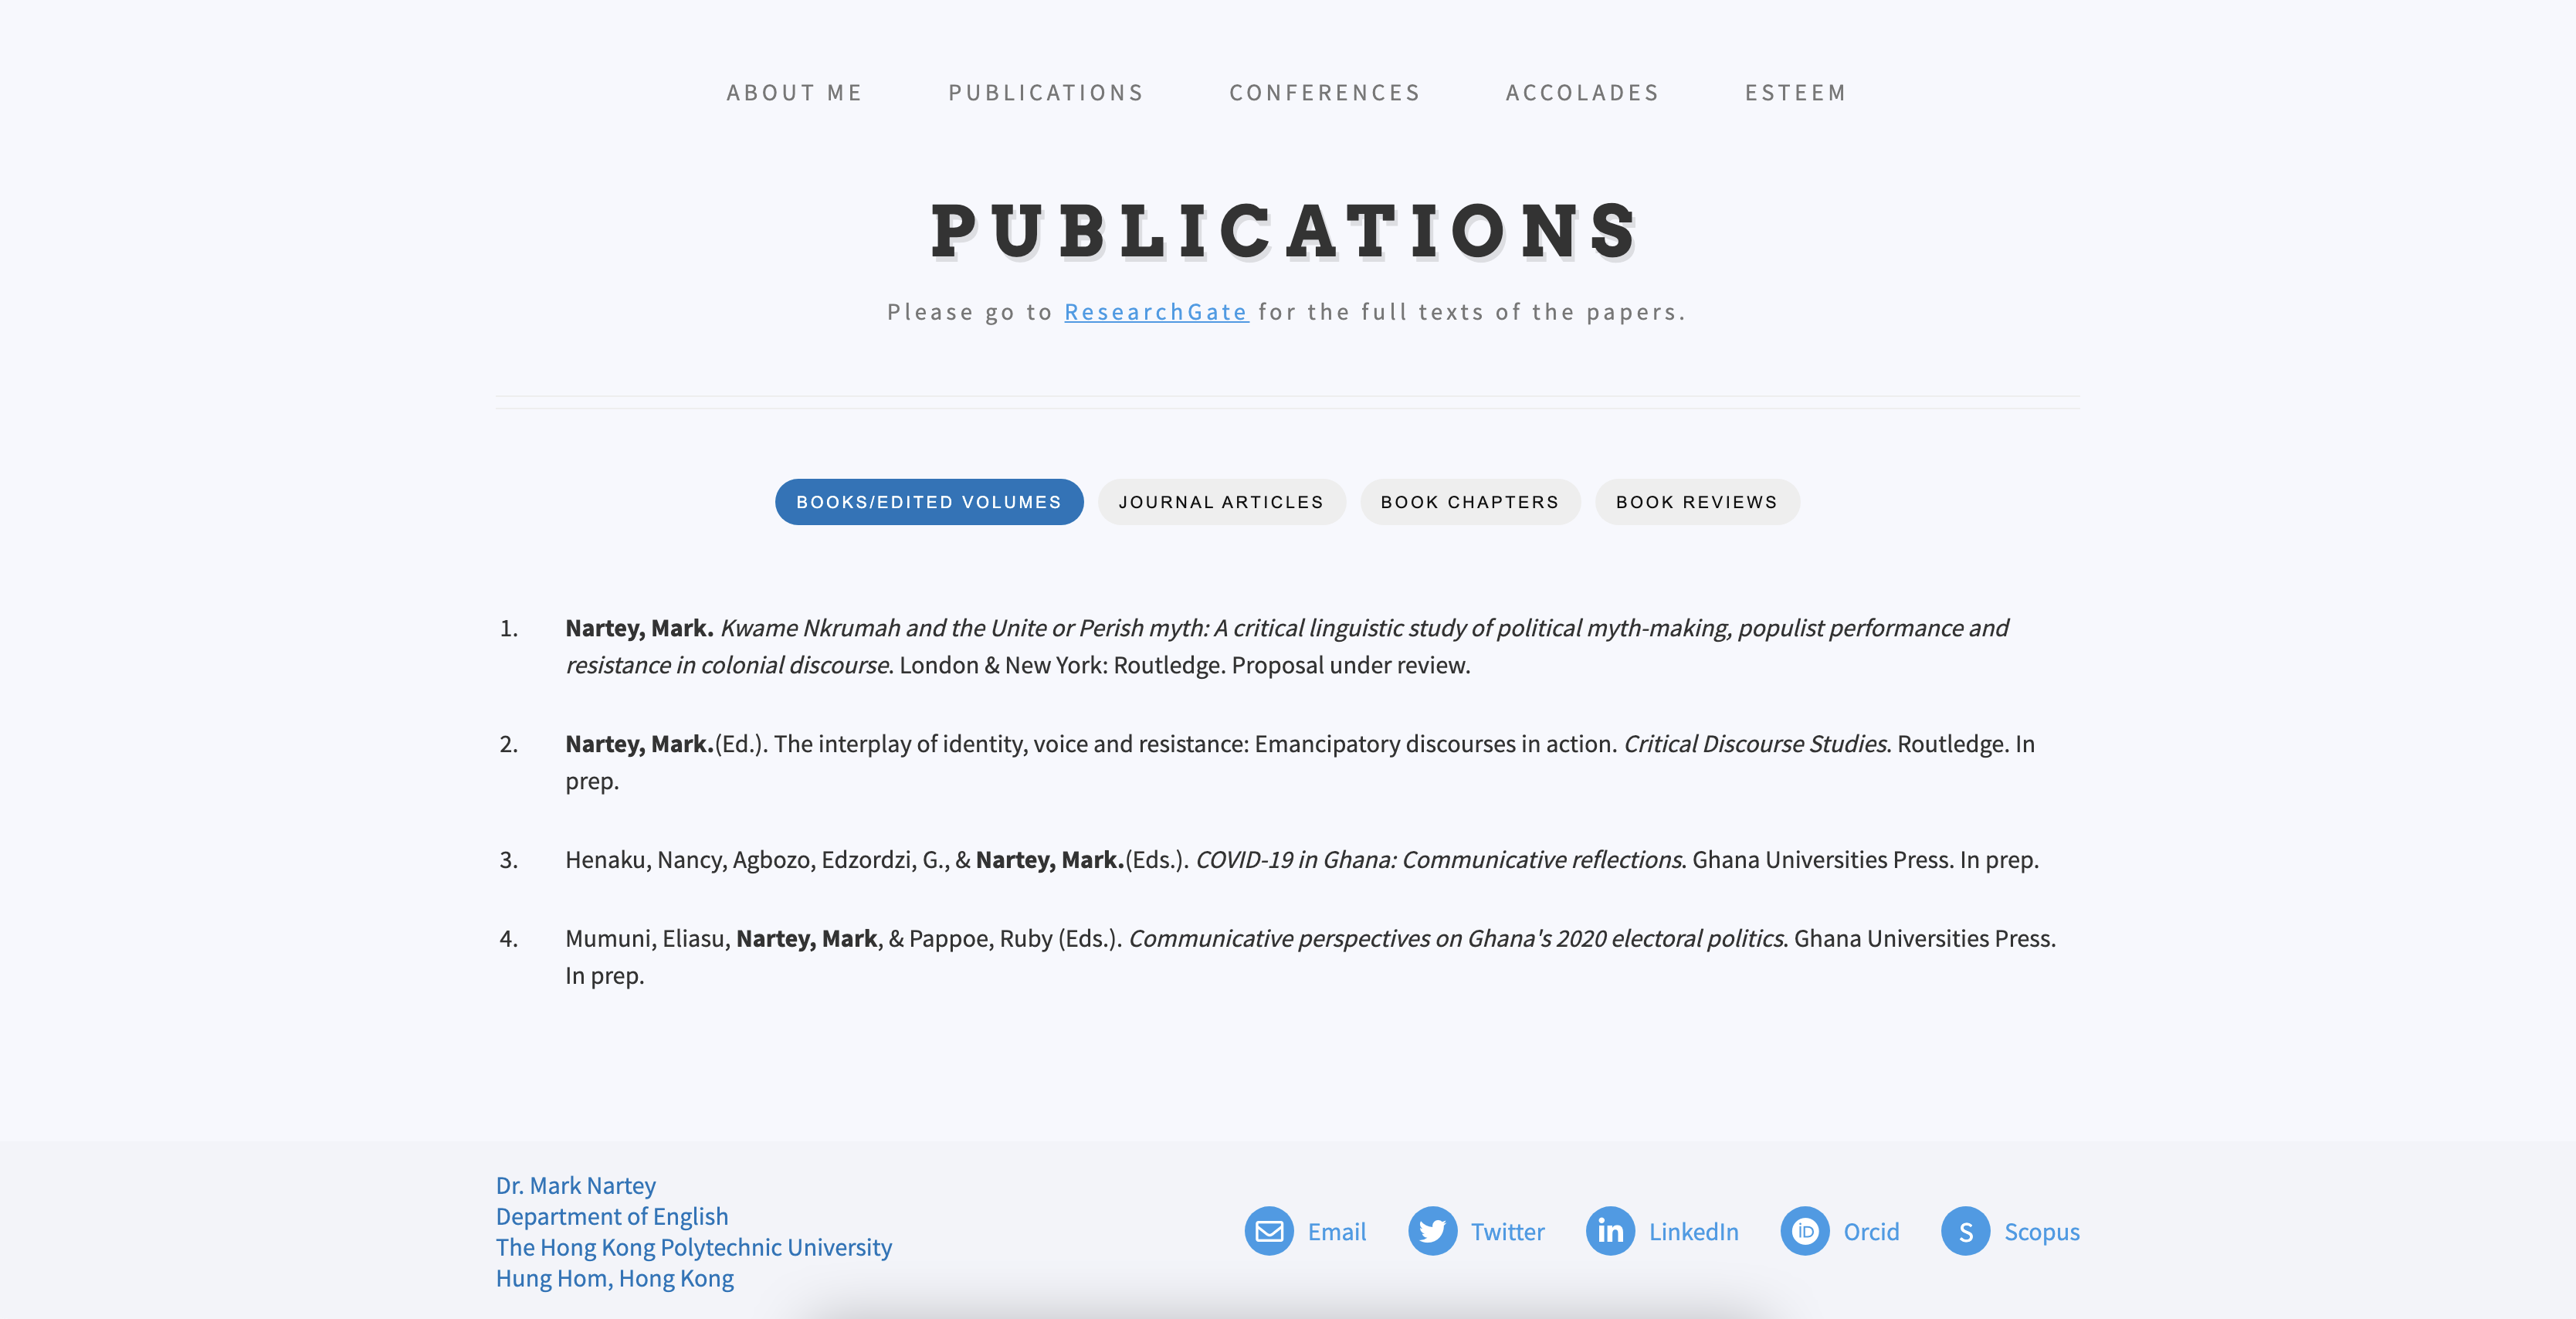 ABOUT ME
PUBLICATIONS
CONFERENCES
ACCOLADES
ESTEEM
PUBLICATIONS
Please go to ResearchGate for the full texts of the papers.
BOOKS/EDITED VOLUMES
JOURNAL ARTICLES
BOOK CHAPTERS
BOOK REVIEWS
1. Nartey, Mark. Kwame Nkrumah and the Unite or Perish myth: A critical linguistic study of political myth-making, populist performance and
resistance in colonial discourse. London & New York: Routledge. Proposal under review.
2. Nartey, Mark.(Ed.). The interplay of identity, voice and resistance: Emancipatory discourses in action. Critical Discourse Studies. Routledge. In
prep.
3. Henaku, Nancy, Agbozo, Edzordzi, G., & Nartey, Mark.(Eds.). COVID-19 in Ghana: Communicative reflections. Ghana Universities Press. In prep.
4. Mumuni, Eliasu, Nartey, Mark, & Pappoe, Ruby (Eds.). Communicative perspectives on Ghana's 2020 electoral politics. Ghana Universities Press.
In prep.
Dr. Mark Nartey
Department of English
The Hong Kong Polytechnic University
Hung Hom, Hong Kong
Email
Twitter
in LinkedIn
iD Orcid
S Scopus